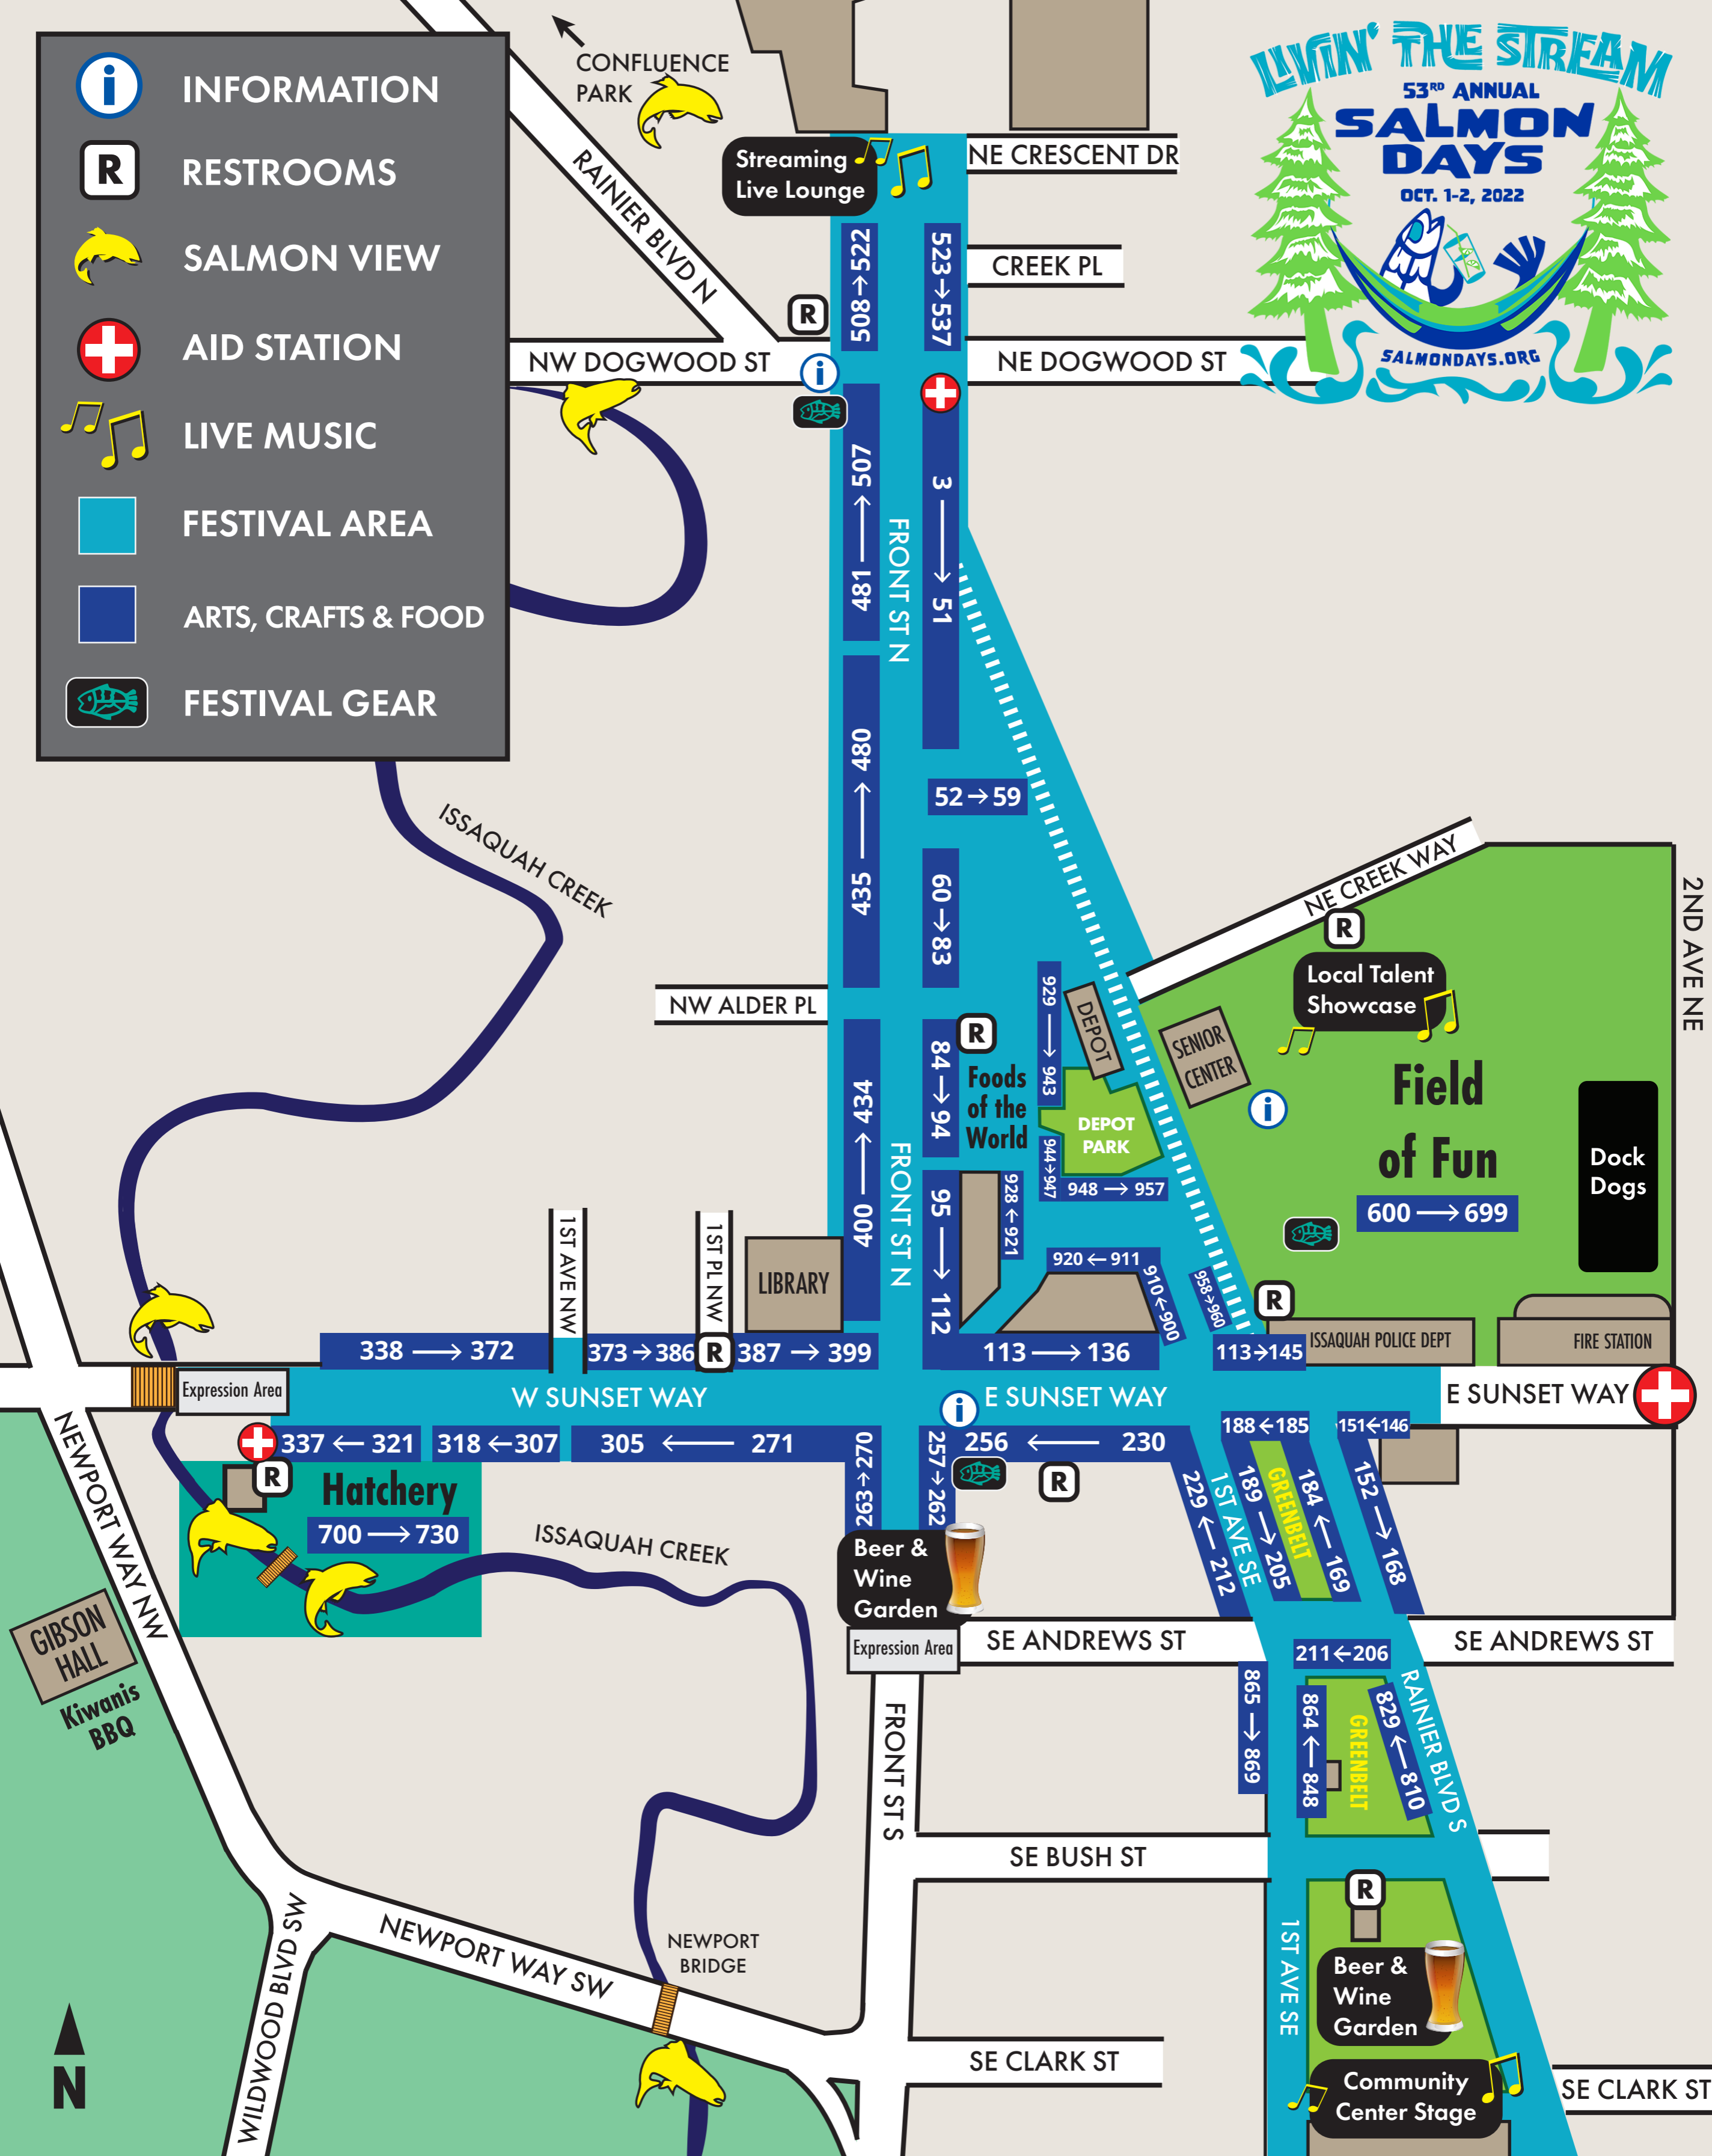 INFORMATION
R RESTROOMS
SALMON VIEW
AID STATION
LIVE MUSIC
FESTIVAL AREA
ARTS, CRAFTS & FOOD
FESTIVAL GEAR
CONFLUENCE
PARK
LIVIN' THE STREAM
53RD ANNUAL
SALMON
DAYS
OCT. 1-2, 2022
SALMONDAYS.ORG
Streaming
Live Lounge
NE CRESCENT DR
RAINIER BLVD N
508→522
523→537
CREEK PL
R
NW DOGWOOD ST
i
NE DOGWOOD ST
481→507
FRONT ST N
3→51
435→480
52→59
60→83
ISSAQUAH CREEK
NE CREEK WAY
2ND AVE NE
R
Local Talent
Showcase
NW ALDER PL
929→943
DEPOT
SENIOR
CENTER
84→94
R
Foods
of the
World
DEPOT
PARK
i
Field
of Fun
600→699
Dock
Dogs
400→434
FRONT ST N
95→112
928←921
944→947
948→957
920←911
910←900
958→960
R
1ST AVE NW
1ST PL NW
LIBRARY
338→372
373→386
R
387→399
113→136
113→145
ISSAQUAH POLICE DEPT
FIRE STATION
Expression Area
W SUNSET WAY
i
E SUNSET WAY
E SUNSET WAY
337←321
318←307
305←271
263→270
257→262
256←230
R
188←185
151←146
229←212
1ST AVE SE
189→205
GREENBELT
184←169
152→168
R
Hatchery
700→730
ISSAQUAH CREEK
NEWPORT WAY NW
GIBSON
HALL
Kiwanis
BBQ
Beer &
Wine
Garden
Expression Area
SE ANDREWS ST
SE ANDREWS ST
211←206
865→869
864←848
GREENBELT
829←810
RAINIER BLVD S
FRONT ST S
SE BUSH ST
R
1ST AVE SE
Beer &
Wine
Garden
Community
Center Stage
NEWPORT
BRIDGE
NEWPORT WAY SW
WILDWOOD BLVD SW
SE CLARK ST
SE CLARK ST
N